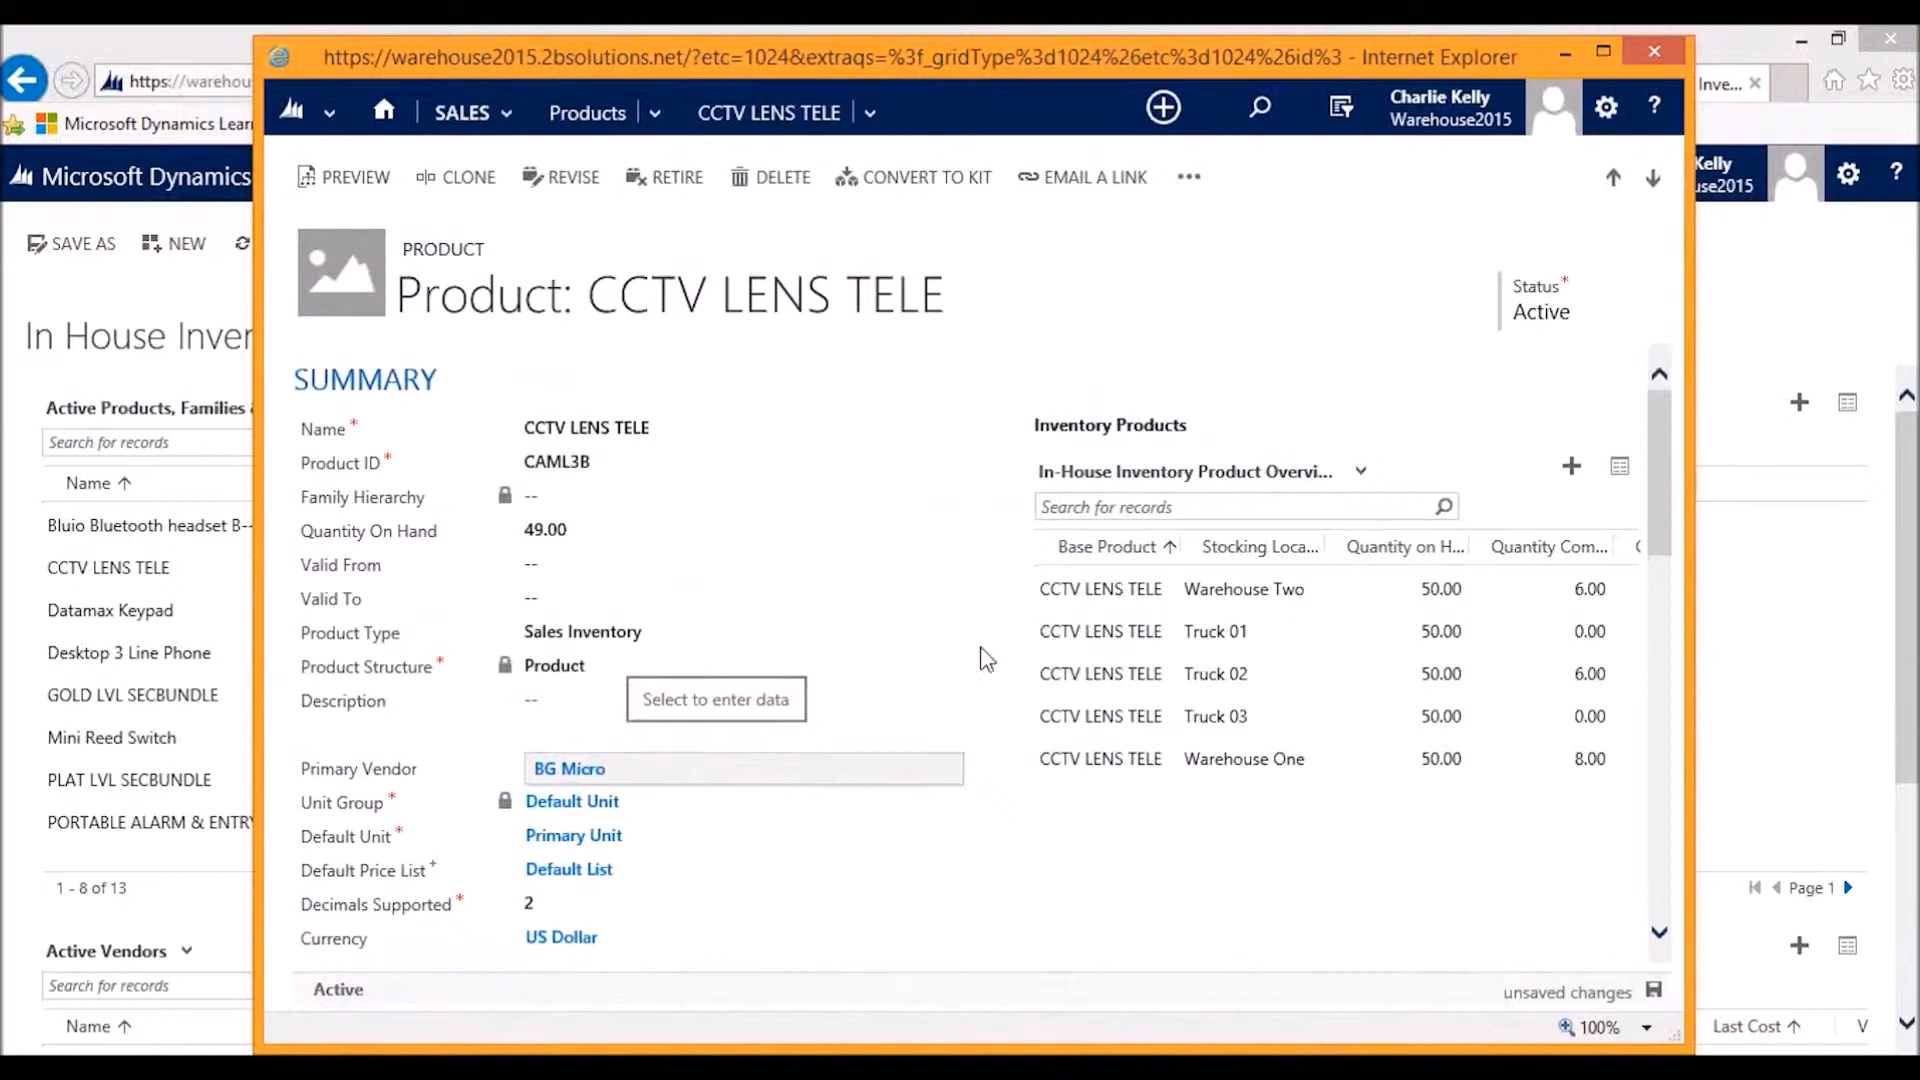 https://warehouse2015.2bsolutions.net/?etc=1024&extraqs=%3f_gridType%3d1024%26etc%3d1024%26id%3 - Internet Explorer
https://warehou
Inve...
Microsoft Dynamics Lear
SALES Products CCTV LENS TELE
Charlie Kelly
Warehouse2015
?
Microsoft Dynamics
Kelly
use2015
?
PREVIEW CLONE REVISE RETIRE DELETE CONVERT TO KIT EMAIL A LINK •••
SAVE AS NEW
PRODUCT
Product: CCTV LENS TELE
Status*
Active
In House Inver
SUMMARY
Active Products, Families
Search for records
Name ↑
Bluio Bluetooth headset B--
CCTV LENS TELE
Datamax Keypad
Desktop 3 Line Phone
GOLD LVL SECBUNDLE
Mini Reed Switch
PLAT LVL SECBUNDLE
PORTABLE ALARM & ENTRY
1 - 8 of 13
Page 1
Active Vendors
Search for records
Name ↑
Last Cost ↑ V
Name* CCTV LENS TELE
Product ID* CAML3B
Family Hierarchy --
Quantity On Hand 49.00
Valid From --
Valid To --
Product Type Sales Inventory
Product Structure* Product
Description --
Select to enter data
Primary Vendor BG Micro
Unit Group* Default Unit
Default Unit* Primary Unit
Default Price List+ Default List
Decimals Supported* 2
Currency US Dollar
Inventory Products
In-House Inventory Product Overvi...
Search for records
Base Product ↑ Stocking Loca... Quantity on H... Quantity Com...
CCTV LENS TELE Warehouse Two 50.00 6.00
CCTV LENS TELE Truck 01 50.00 0.00
CCTV LENS TELE Truck 02 50.00 6.00
CCTV LENS TELE Truck 03 50.00 0.00
CCTV LENS TELE Warehouse One 50.00 8.00
Active
unsaved changes
100%